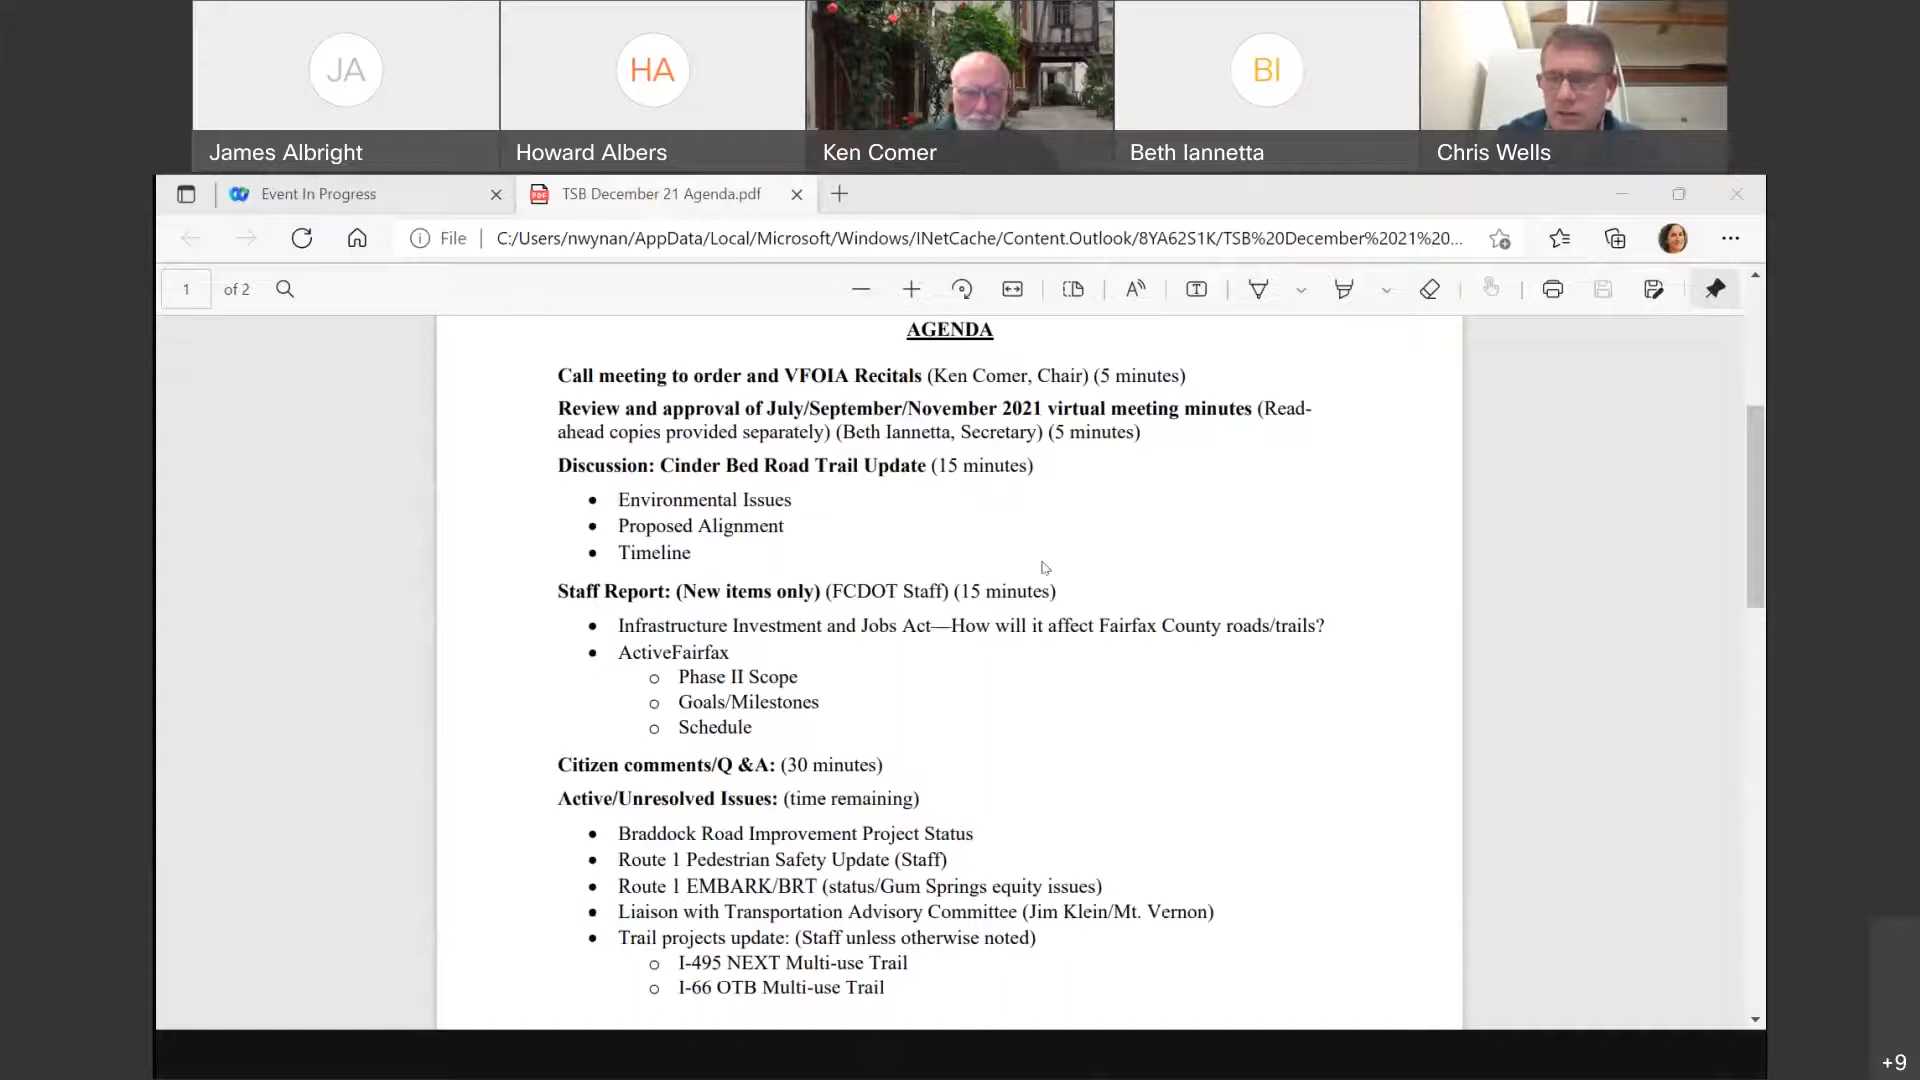 JA
HA
BI
James Albright
Howard Albers
Ken Comer
Beth Iannetta
Chris Wells
Event In Progress
TSB December 21 Agenda.pdf
File
C:/Users/nwynan/AppData/Local/Microsoft/Windows/INetCache/Content.Outlook/8YA62S1K/TSB%20December%2021%20...
1 of 2
AGENDA
Call meeting to order and VFOIA Recitals (Ken Comer, Chair) (5 minutes)
Review and approval of July/September/November 2021 virtual meeting minutes (Read-
ahead copies provided separately) (Beth Iannetta, Secretary) (5 minutes)
Discussion: Cinder Bed Road Trail Update (15 minutes)
• Environmental Issues
• Proposed Alignment
• Timeline
Staff Report: (New items only) (FCDOT Staff) (15 minutes)
• Infrastructure Investment and Jobs Act—How will it affect Fairfax County roads/trails?
• ActiveFairfax
o Phase II Scope
o Goals/Milestones
o Schedule
Citizen comments/Q &A: (30 minutes)
Active/Unresolved Issues: (time remaining)
• Braddock Road Improvement Project Status
• Route 1 Pedestrian Safety Update (Staff)
• Route 1 EMBARK/BRT (status/Gum Springs equity issues)
• Liaison with Transportation Advisory Committee (Jim Klein/Mt. Vernon)
• Trail projects update: (Staff unless otherwise noted)
o I-495 NEXT Multi-use Trail
o I-66 OTB Multi-use Trail
+9